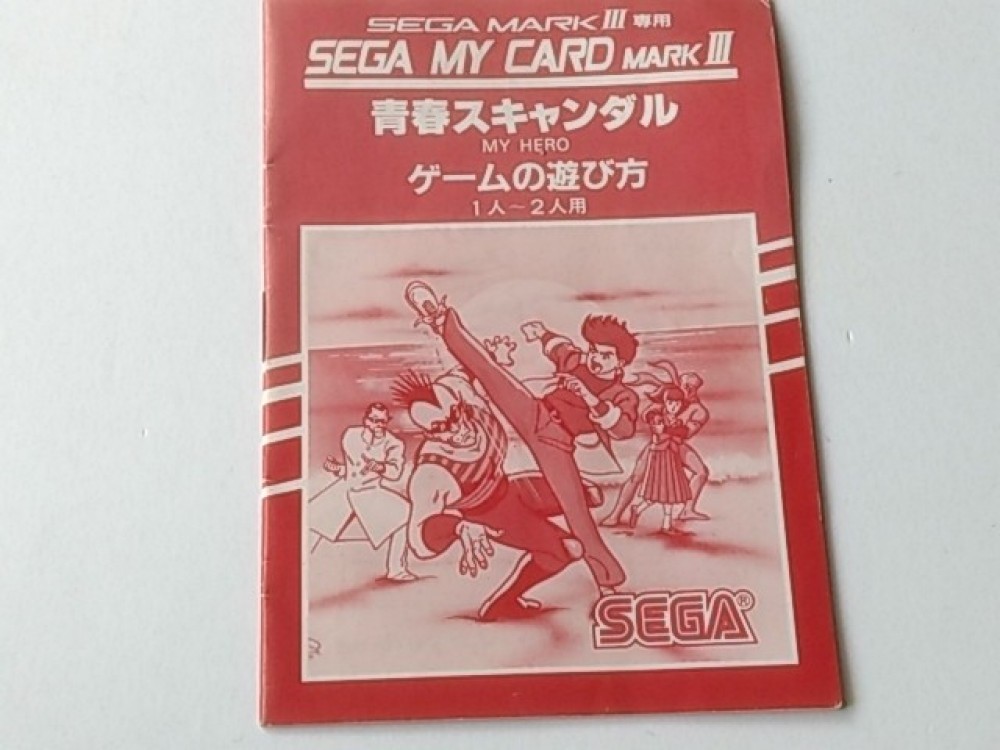 SEGA MARK III 専用
SEGA MY CARD MARK III
青春スキャンダル
MY HERO
ゲームの遊び方
1人〜2人用
SEGA®